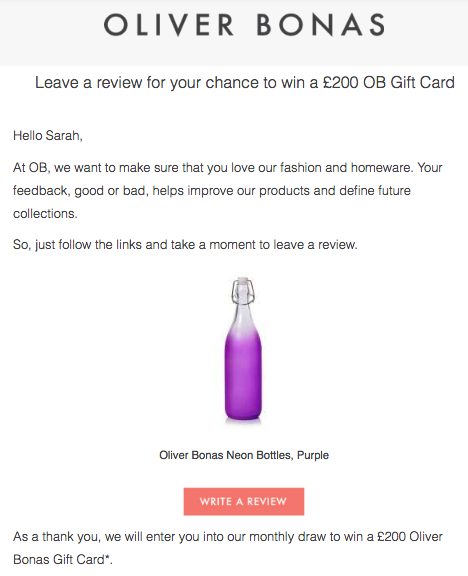 OLIVER BONAS
Leave a review for your chance to win a £200 OB Gift Card
Hello Sarah,
At OB, we want to make sure that you love our fashion and homeware. Your
feedback, good or bad, helps improve our products and define future
collections.
So, just follow the links and take a moment to leave a review.
Oliver Bonas Neon Bottles, Purple
WRITE A REVIEW
As a thank you, we will enter you into our monthly draw to win a £200 Oliver
Bonas Gift Card*.